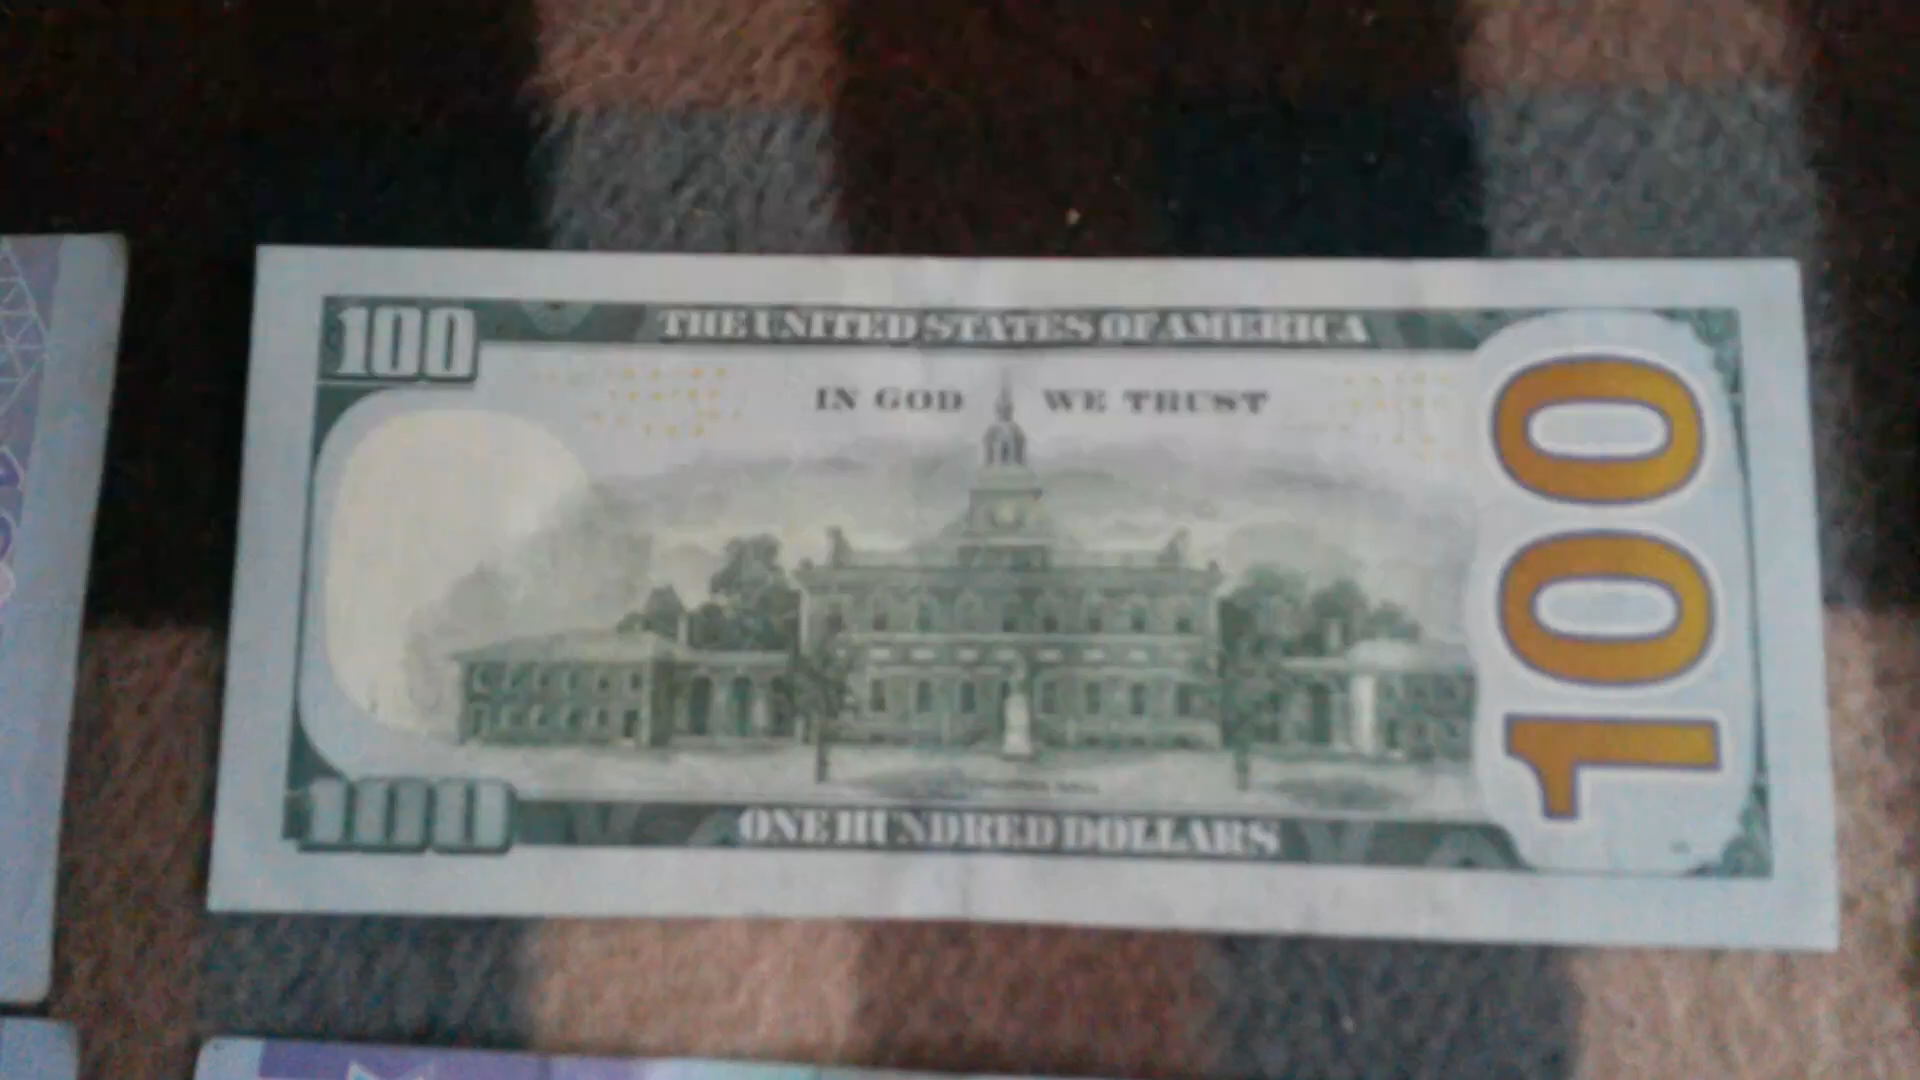 100
THE UNITED STATES OF AMERICA
IN GOD WE TRUST
100
100
ONE HUNDRED DOLLARS